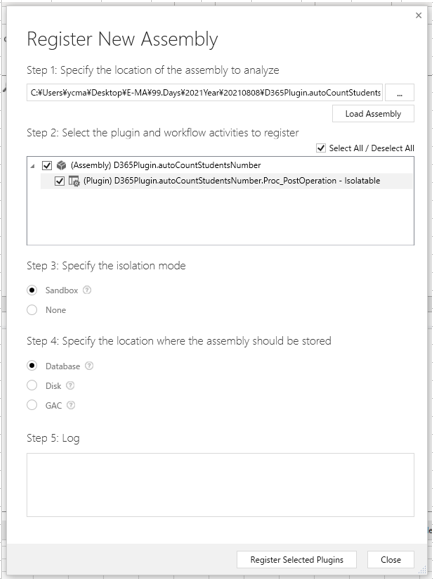 Register New Assembly
Step 1: Specify the location of the assembly to analyze
C:¥Users¥ycma¥Desktop¥E-MA¥99.Days¥2021Year¥20210808¥D365Plugin.autoCountStudents
...
Load Assembly
Step 2: Select the plugin and workflow activities to register
Select All / Deselect All
(Assembly) D365Plugin.autoCountStudentsNumber
(Plugin) D365Plugin.autoCountStudentsNumber.Proc_PostOperation - Isolatable
Step 3: Specify the isolation mode
Sandbox ?
None
Step 4: Specify the location where the assembly should be stored
Database ?
Disk ?
GAC ?
Step 5: Log
Register Selected Plugins
Close